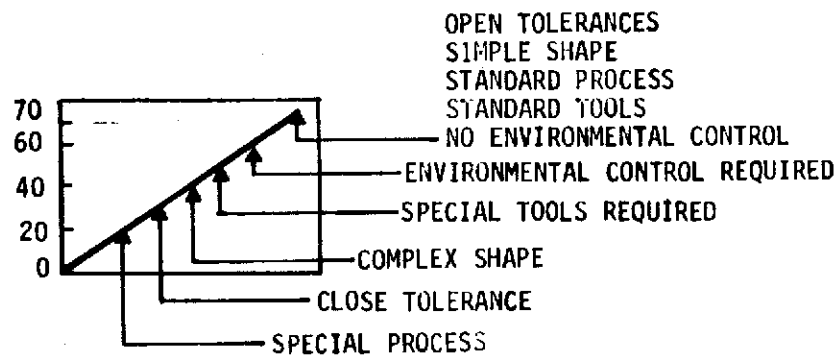 OPEN TOLERANCES
SIMPLE SHAPE
STANDARD PROCESS
STANDARD TOOLS
NO ENVIRONMENTAL CONTROL
ENVIRONMENTAL CONTROL REQUIRED
SPECIAL TOOLS REQUIRED
COMPLEX SHAPE
CLOSE TOLERANCE
SPECIAL PROCESS
70
60
40
20
0